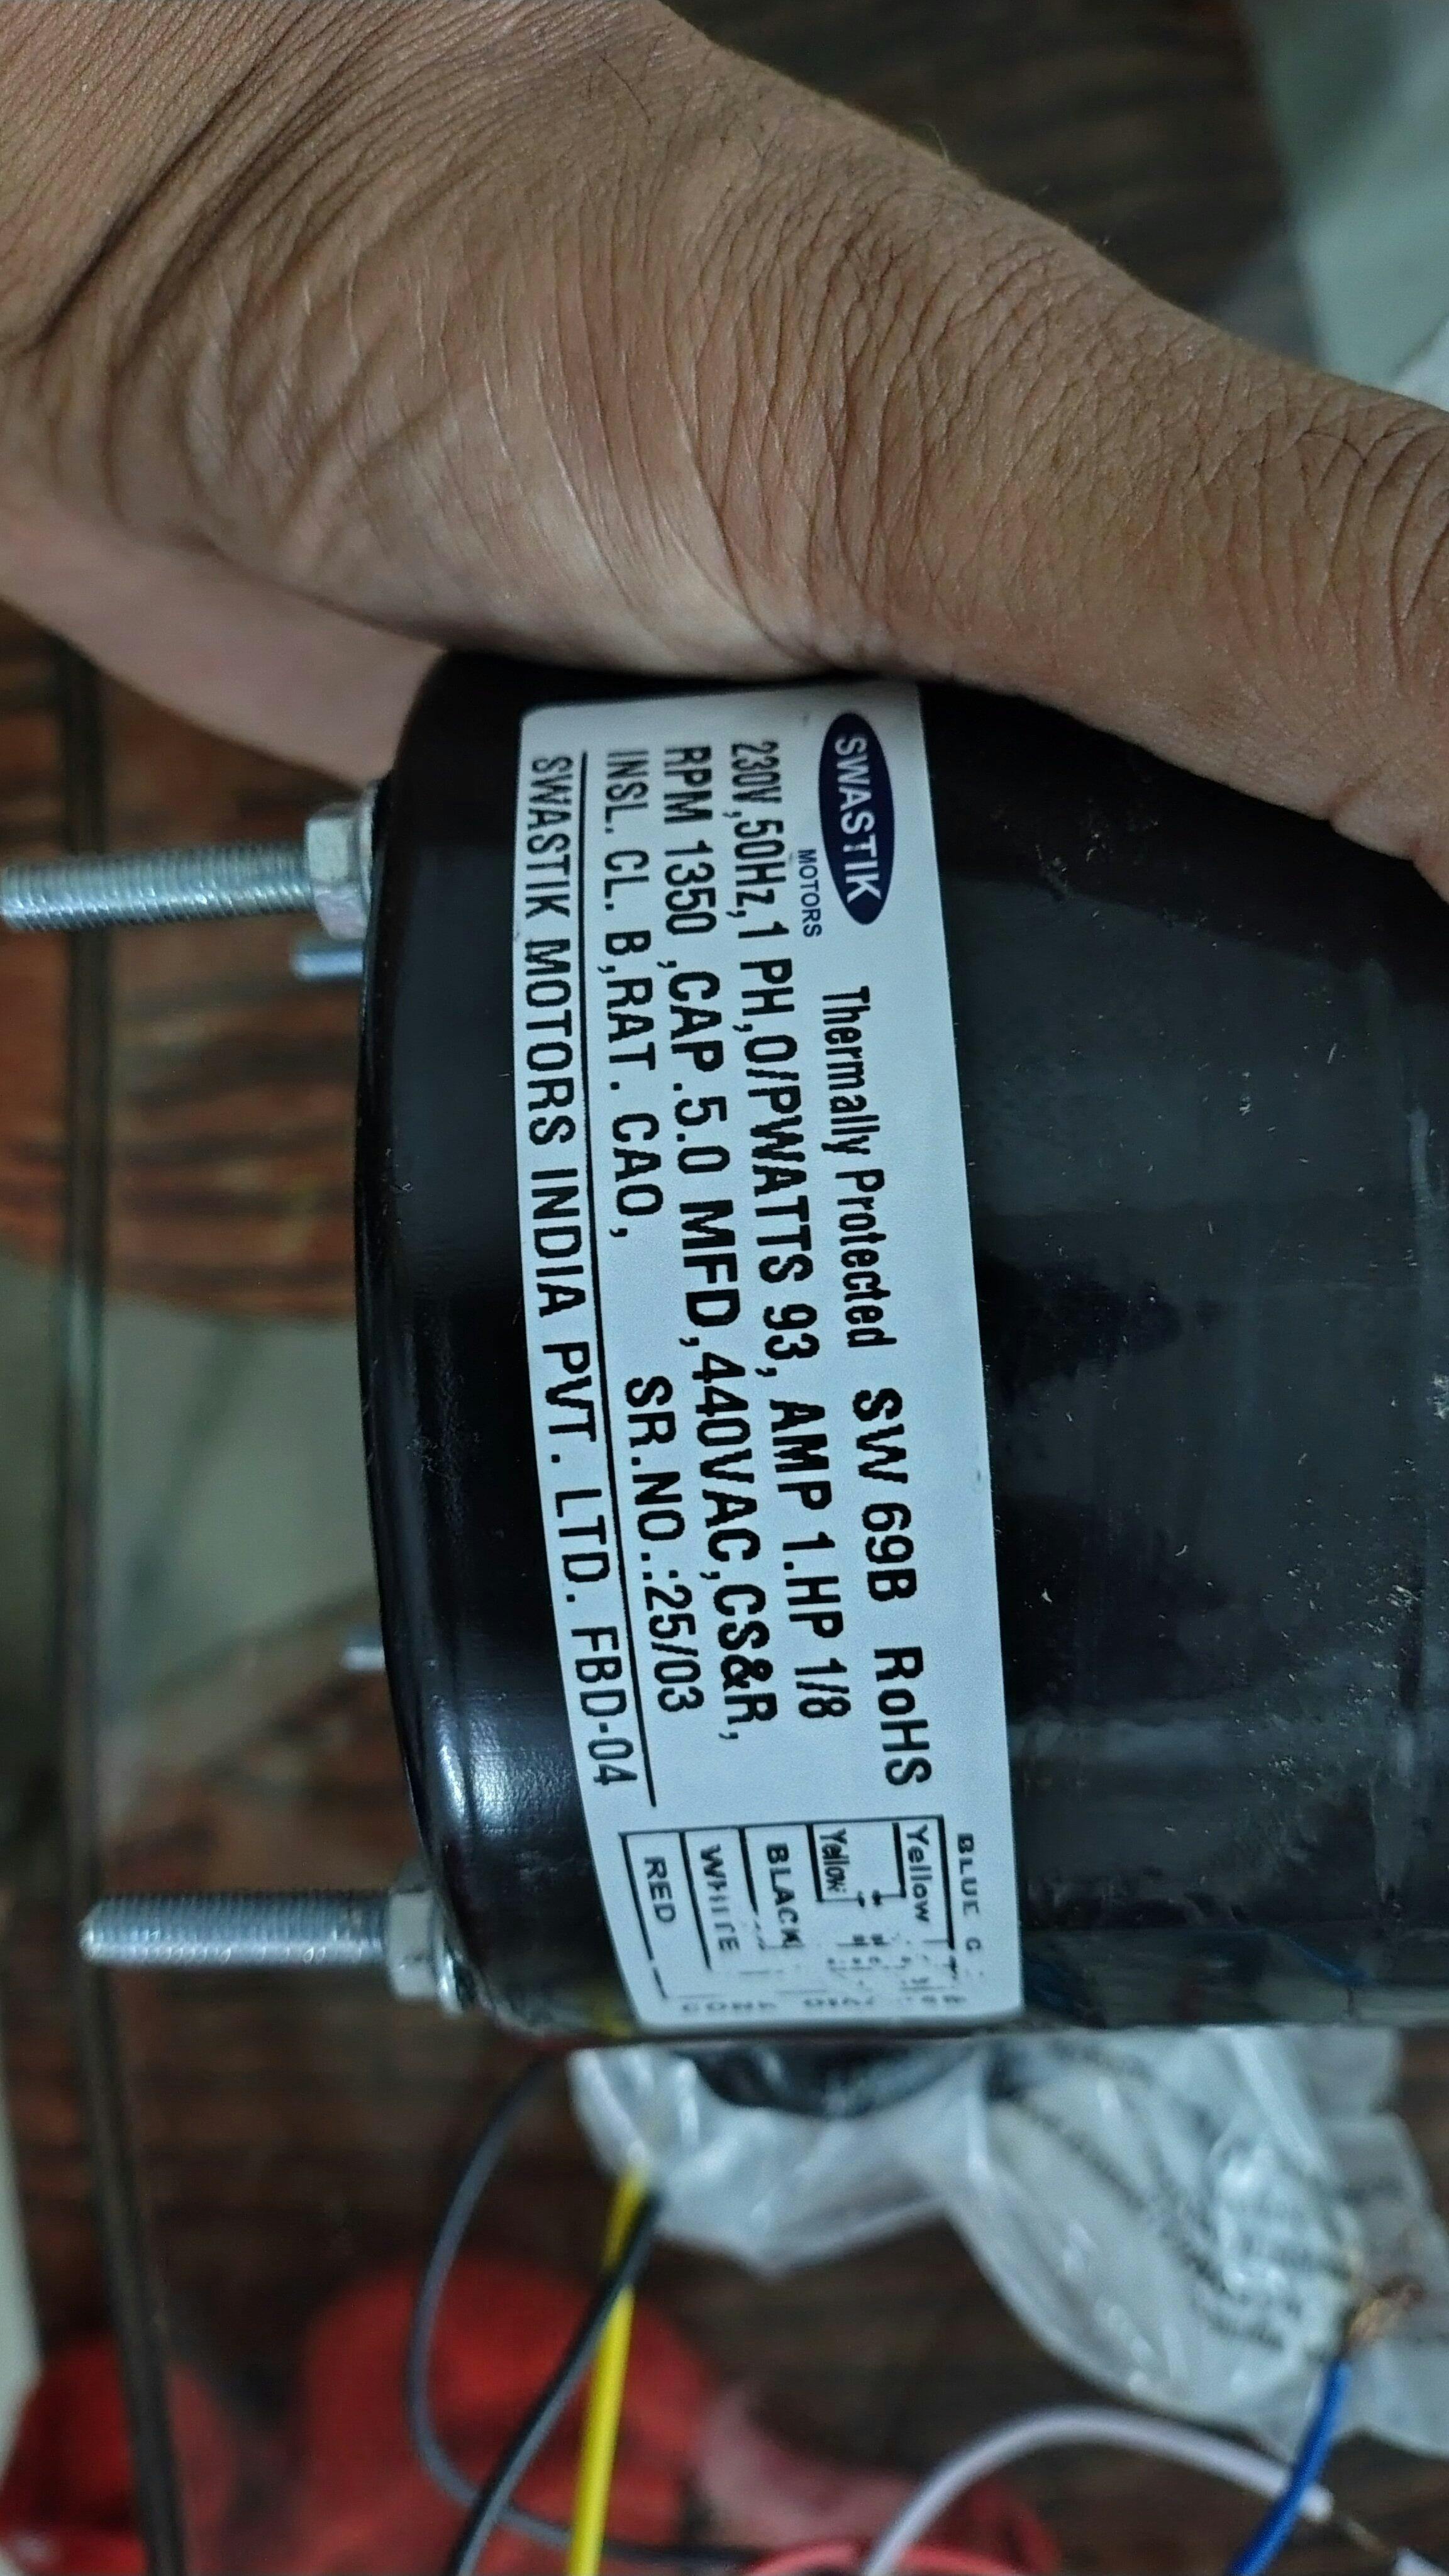 SWASTIK
MOTORS
Thermally Protected SW 69B RoHS
230V,50Hz,1 PH,O/PWATTS 93, AMP 1.HP 1/8
RPM 1350 ,CAP.5.0 MFD,440VAC,CS&R,
INSL. CL. B,RAT. CAO, SR.NO.:25/03
SWASTIK MOTORS INDIA PVT. LTD. FBD-04
BLUE
Yellow
Yellow
BLACK
WHITE
RED